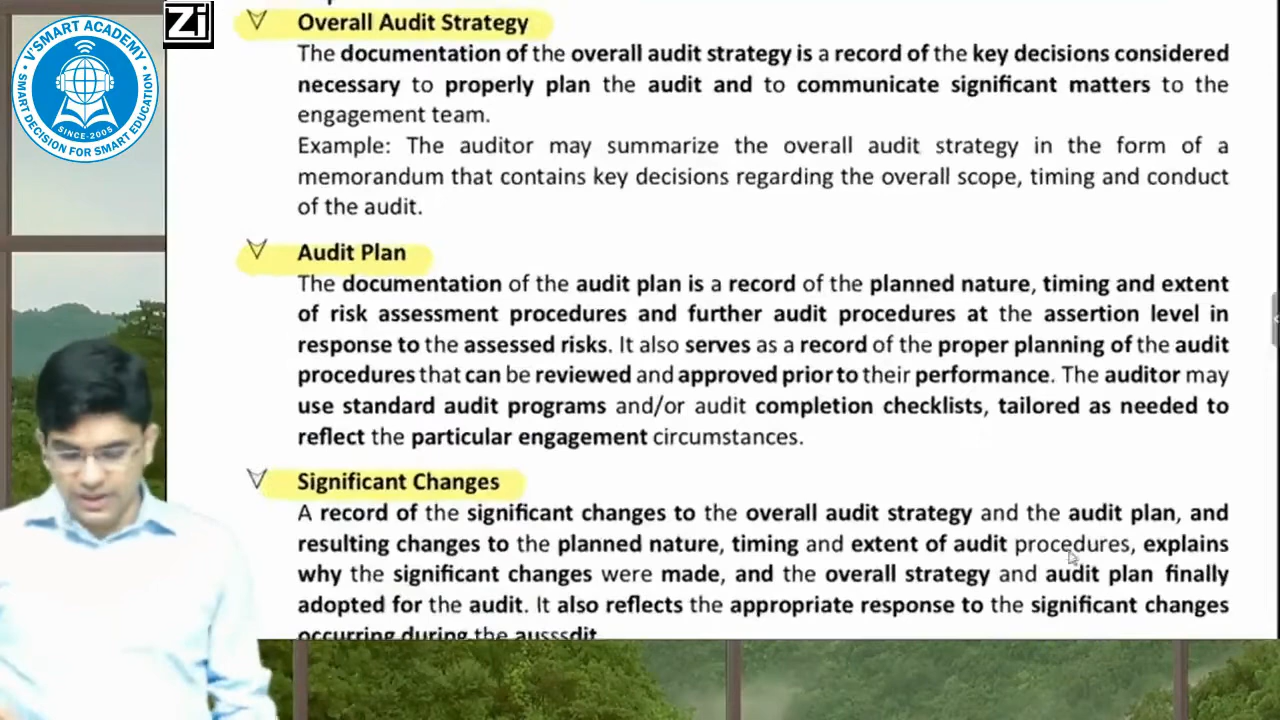 V'SMART ACADEMY
SMART DECISION FOR SMART EDUCATION
SINCE-2005
Zj
Overall Audit Strategy
The documentation of the overall audit strategy is a record of the key decisions considered
necessary to properly plan the audit and to communicate significant matters to the
engagement team.
Example: The auditor may summarize the overall audit strategy in the form of a
memorandum that contains key decisions regarding the overall scope, timing and conduct
of the audit.
Audit Plan
The documentation of the audit plan is a record of the planned nature, timing and extent
of risk assessment procedures and further audit procedures at the assertion level in
response to the assessed risks. It also serves as a record of the proper planning of the audit
procedures that can be reviewed and approved prior to their performance. The auditor may
use standard audit programs and/or audit completion checklists, tailored as needed to
reflect the particular engagement circumstances.
Significant Changes
A record of the significant changes to the overall audit strategy and the audit plan, and
resulting changes to the planned nature, timing and extent of audit procedures, explains
why the significant changes were made, and the overall strategy and audit plan finally
adopted for the audit. It also reflects the appropriate response to the significant changes
occurring during the ausssdit